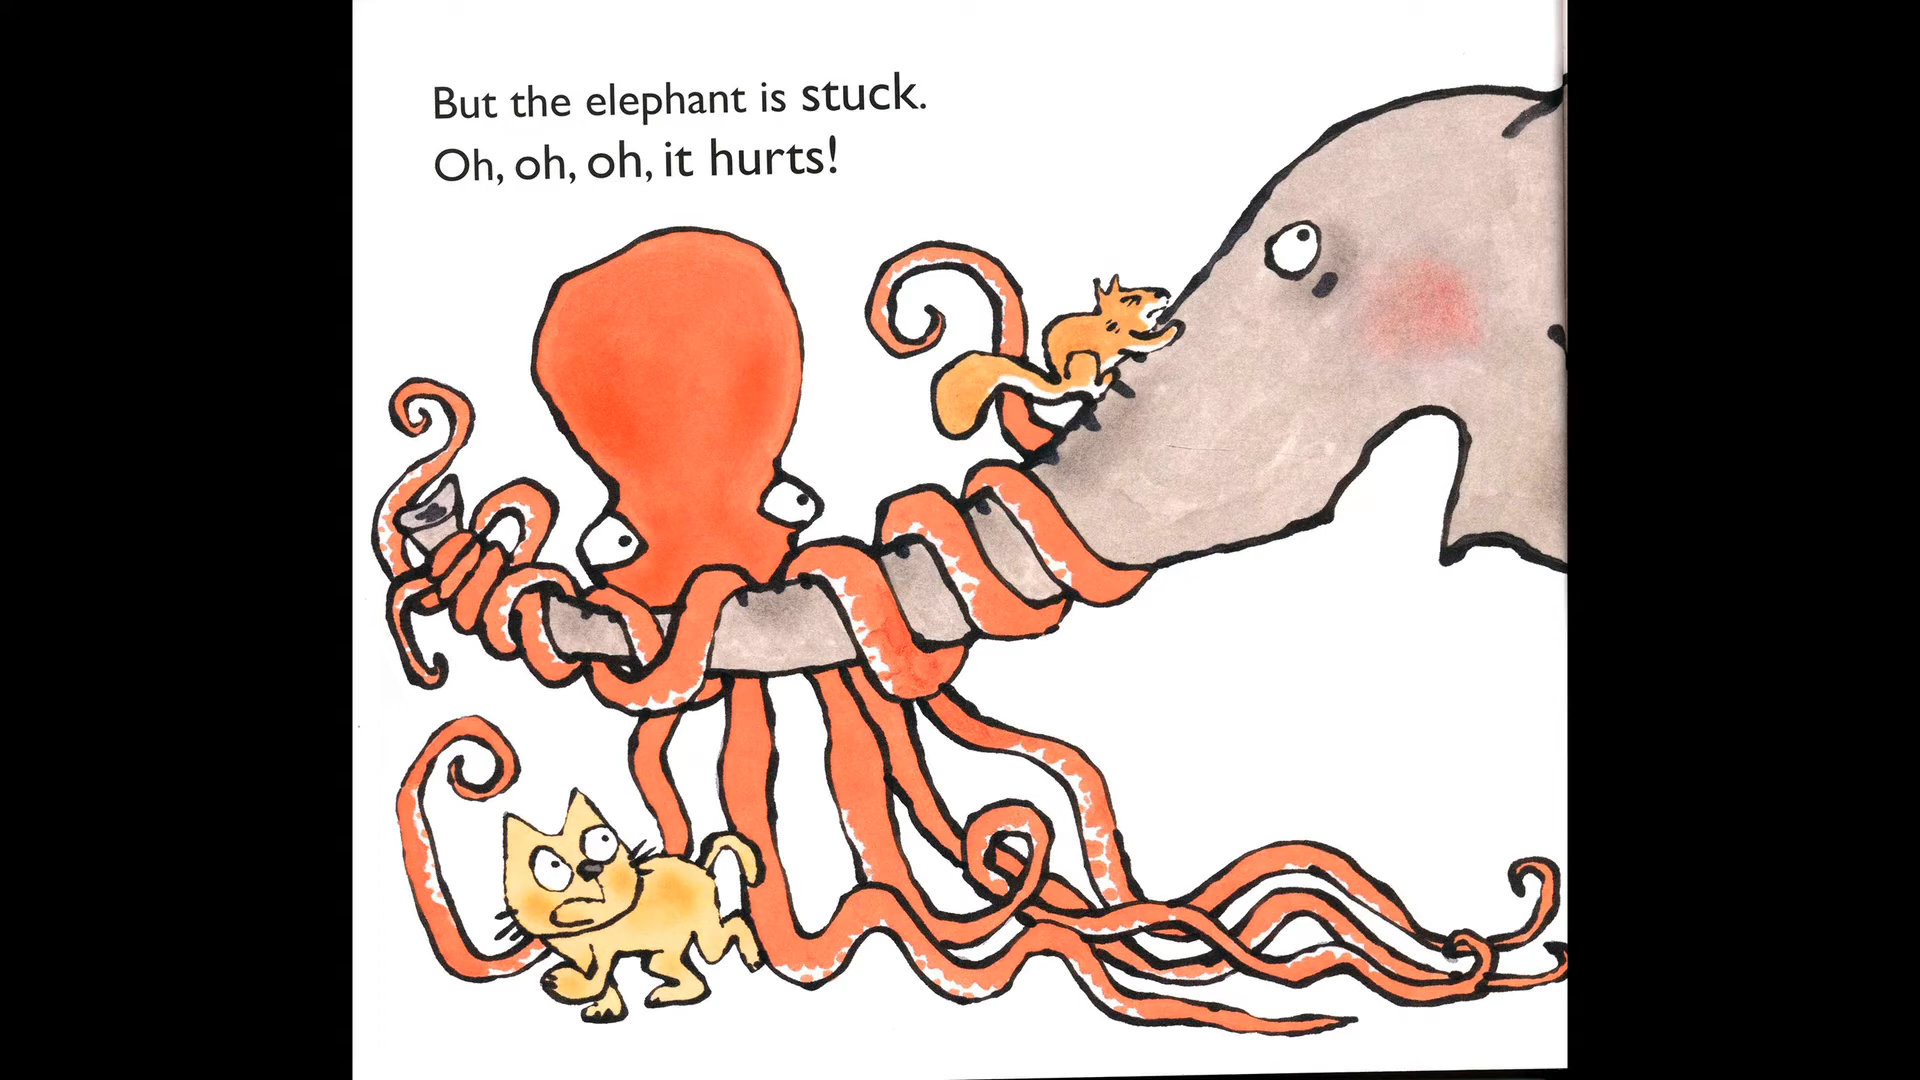 But the elephant is stuck.
Oh, oh, oh, it hurts!